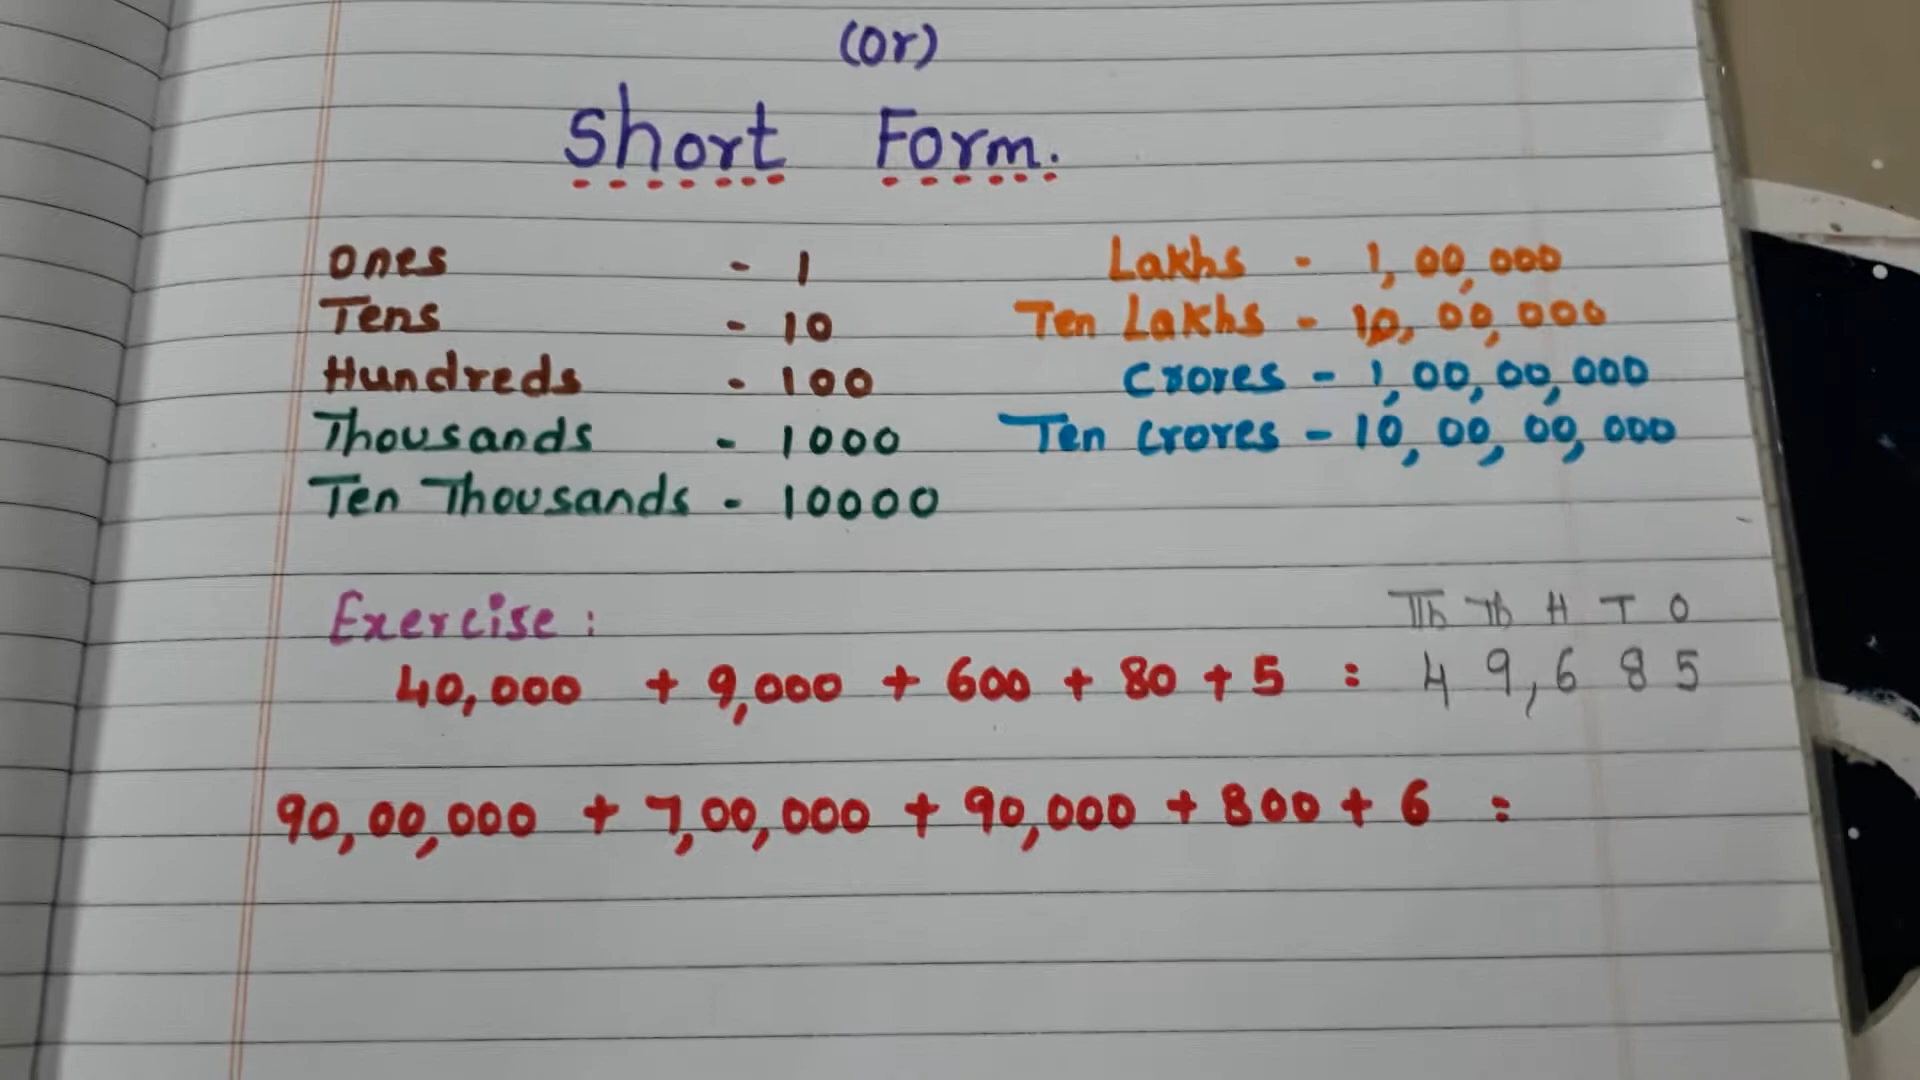 (or)
Short Form.
Ones - 1
Tens - 10
Hundreds - 100
Thousands - 1000
Ten Thousands - 10000
Lakhs - 1,00,000
Ten Lakhs - 10,00,000
Crores - 1,00,00,000
Ten Crores - 10,00,00,000
Exercise :
TTh Th H T O
40,000 + 9,000 + 600 + 80 + 5 = 49,685
90,00,000 + 7,00,000 + 90,000 + 800 + 6 =